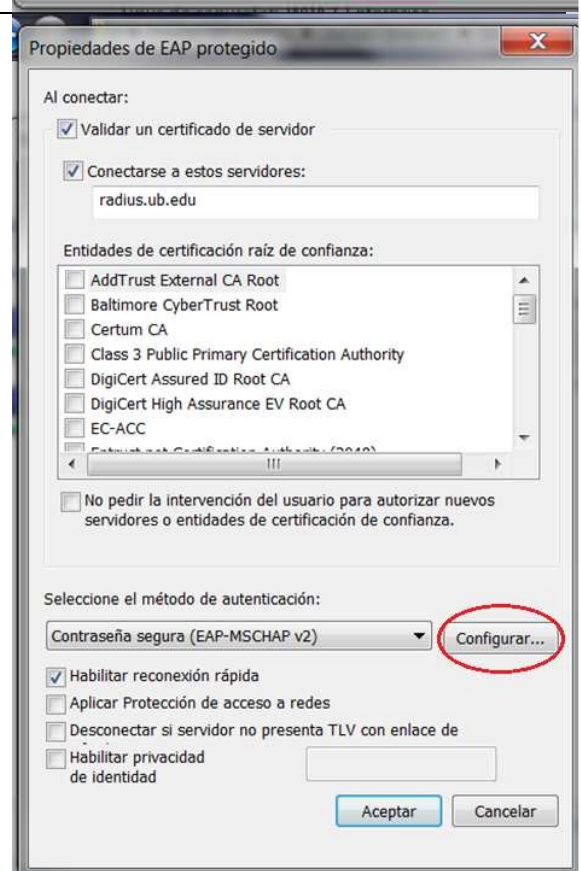 Propiedades de EAP protegido
Al conectar:
Validar un certificado de servidor
Conectarse a estos servidores:
radius.ub.edu
Entidades de certificación raíz de confianza:
AddTrust External CA Root
Baltimore CyberTrust Root
Certum CA
Class 3 Public Primary Certification Authority
DigiCert Assured ID Root CA
DigiCert High Assurance EV Root CA
EC-ACC
No pedir la intervención del usuario para autorizar nuevos
servidores o entidades de certificación de confianza.
Seleccione el método de autenticación:
Contraseña segura (EAP-MSCHAP v2)
Configurar...
Habilitar reconexión rápida
Aplicar Protección de acceso a redes
Desconectar si servidor no presenta TLV con enlace de
Habilitar privacidad
de identidad
Aceptar
Cancelar